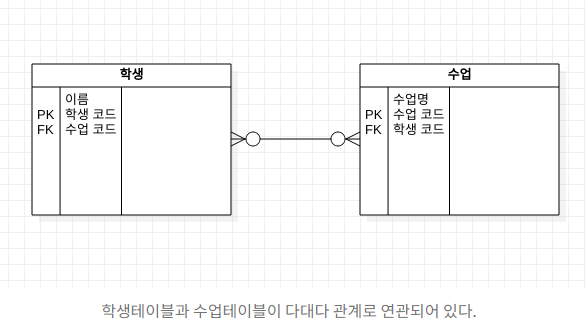 학생
이름
PK 학생 코드
FK 수업 코드
수업
수업명
PK 수업 코드
FK 학생 코드
학생테이블과 수업테이블이 다대다 관계로 연관되어 있다.